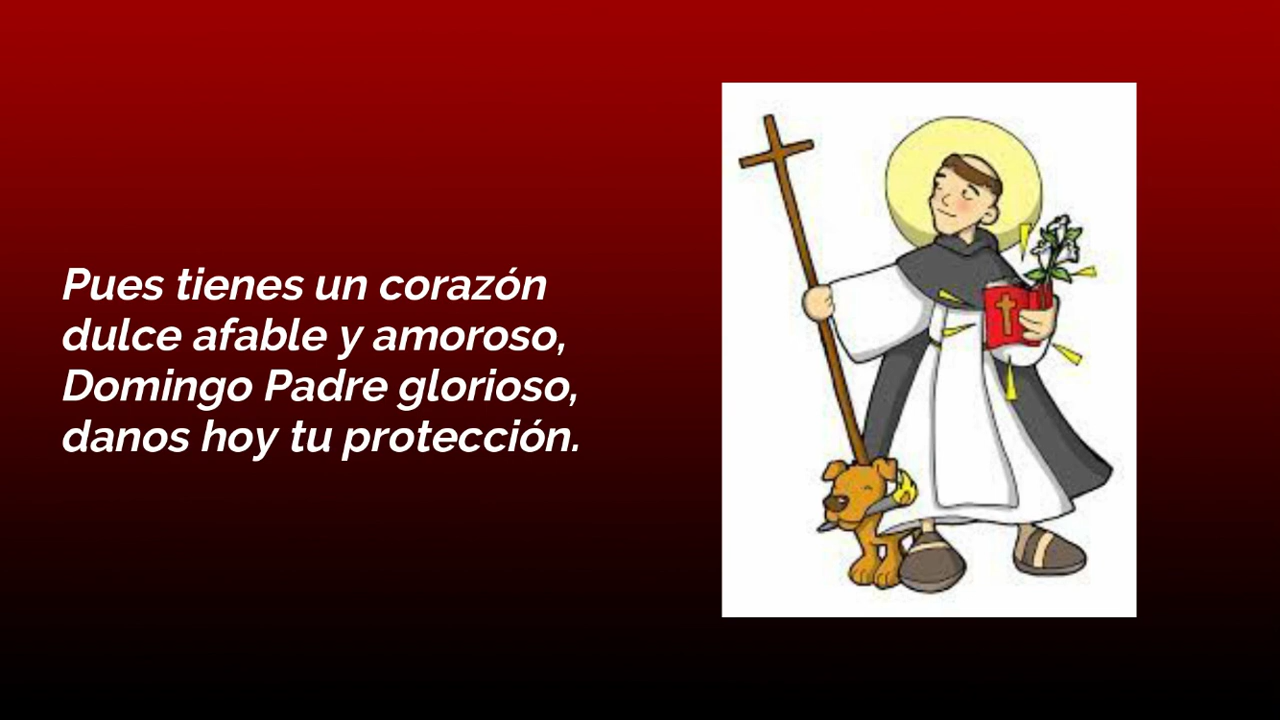 Pues tienes un corazón
dulce afable y amoroso,
Domingo Padre glorioso,
danos hoy tu protección.